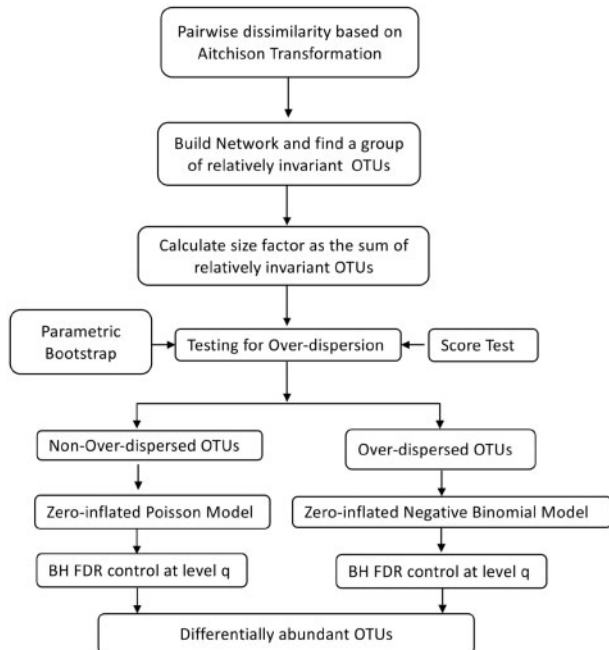 Pairwise dissimilarity based on
Aitchison Transformation
Build Network and find a group
of relatively invariant OTUs
Calculate size factor as the sum of
relatively invariant OTUs
Parametric
Bootstrap
Testing for Over-dispersion
Score Test
Non-Over-dispersed OTUs
Over-dispersed OTUs
Zero-inflated Poisson Model
Zero-inflated Negative Binomial Model
BH FDR control at level q
BH FDR control at level q
Differentially abundant OTUs